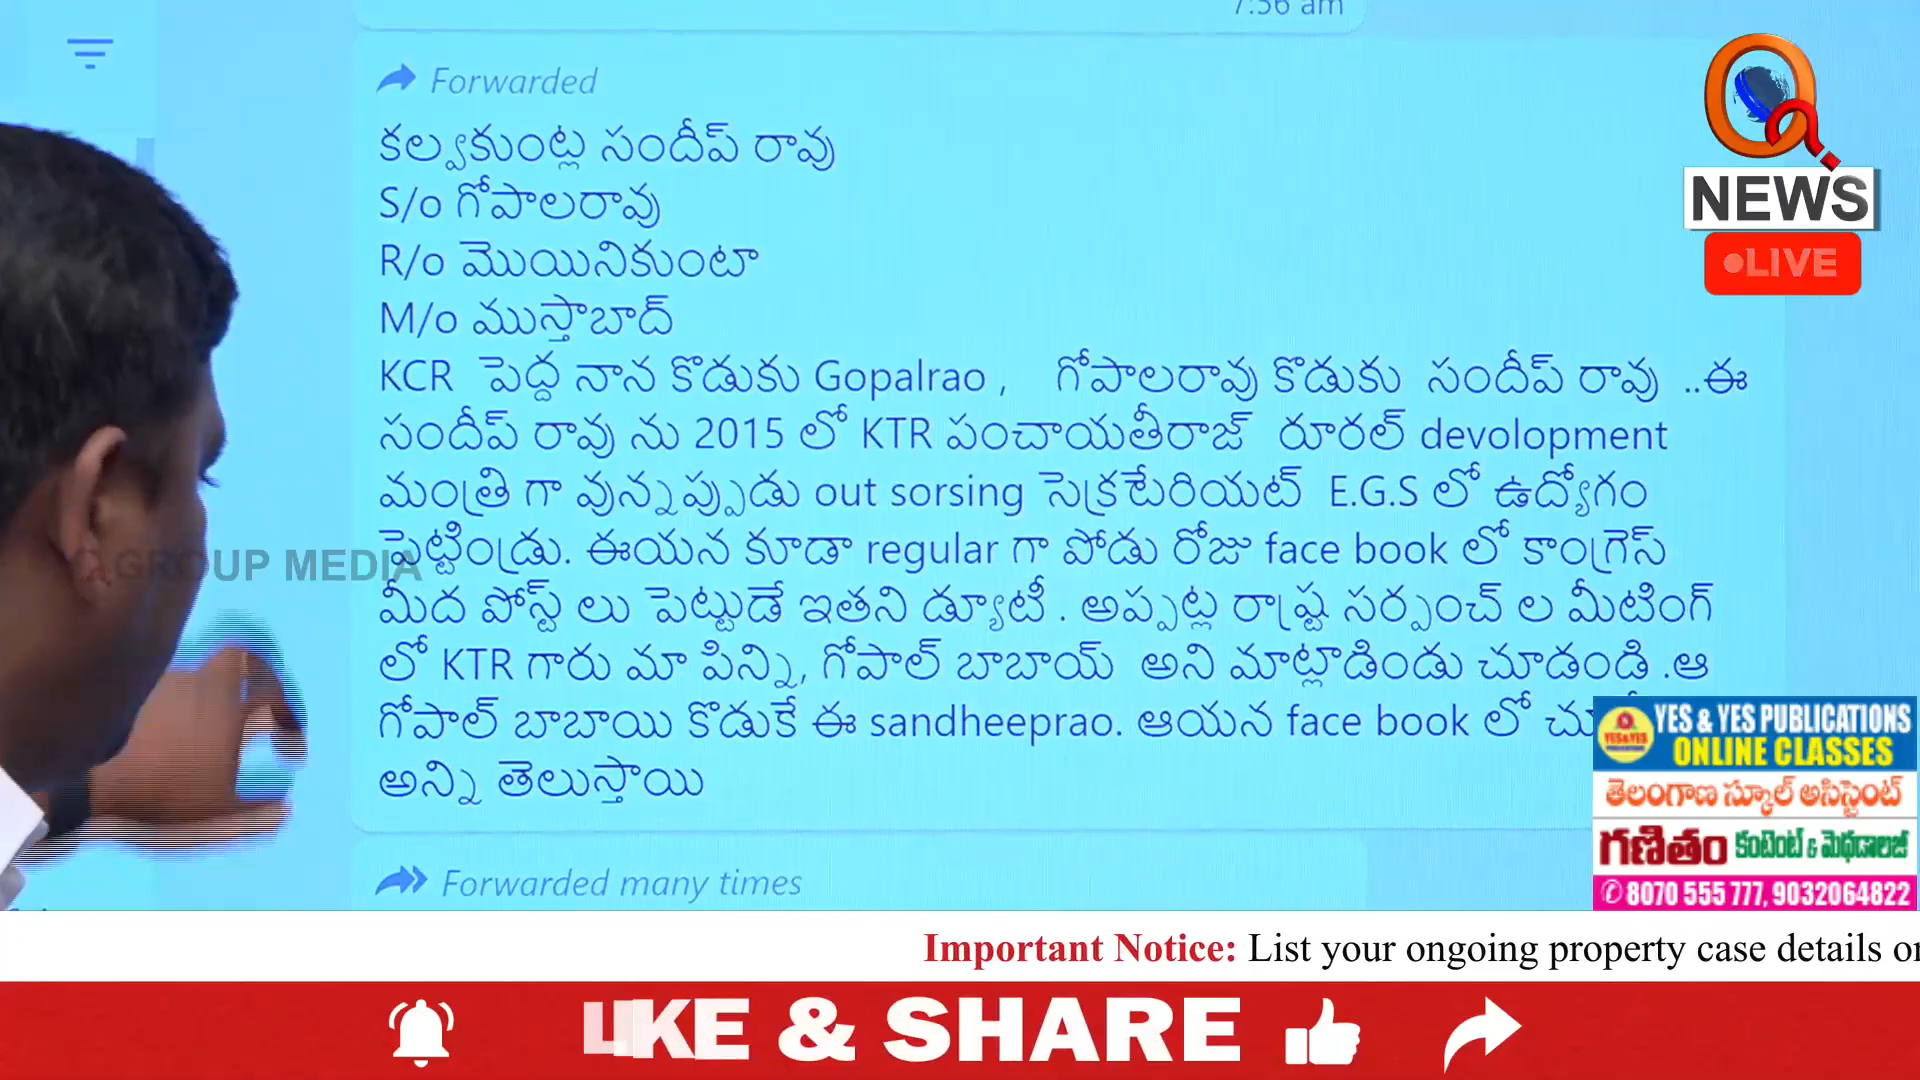 7:56 am
Forwarded
కల్వకుంట్ల సందీప్ రావు
S/o గోపాలరావు
R/o మొయినికుంటా
M/o ముస్తాబాద్
KCR పెద్ద నాన కొడుకు Gopalrao , గోపాలరావు కొడుకు సందీప్ రావు ..ఈ
సందీప్ రావు ను 2015 లో KTR పంచాయతీరాజ్ రూరల్ devolopment
మంత్రి గా వున్నప్పుడు out sorsing సెక్రటేరియట్ E.G.S లో ఉద్యోగం
పెట్టిండ్రు. ఈయన కూడా regular గా పోడు రోజు face book లో కాంగ్రెస్
మీద పోస్ట్ లు పెట్టుడే ఇతని డ్యూటీ . అప్పట్ల రాష్ట్ర సర్పంచ్ ల మీటింగ్
లో KTR గారు మా పిన్ని, గోపాల్ బాబాయ్ అని మాట్లాడిండు చూడండి .ఆ
గోపాల్ బాబాయి కొడుకే ఈ sandheeprao. ఆయన face book లో
అన్ని తెలుస్తాయి
Forwarded many times
Q GROUP MEDIA
Q
NEWS
LIVE
YES & YES PUBLICATIONS
ONLINE CLASSES
తెలంగాణ స్కూల్ అసిస్టెంట్
గణితం కంటెంట్ & మెథడాలజీ
8070 555 777, 9032064822
Important Notice: List your ongoing property case details
LIKE & SHARE